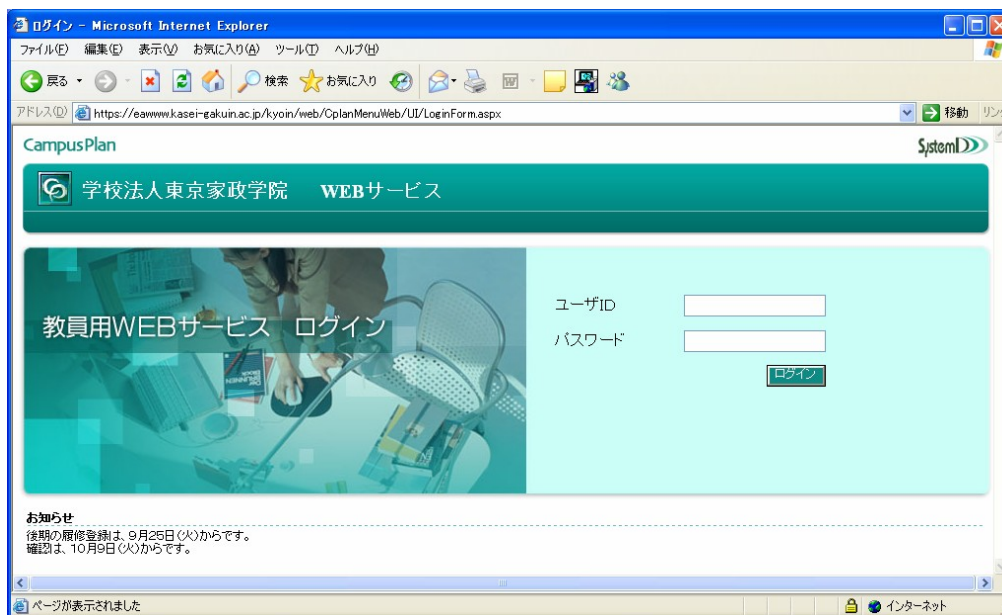 ログイン - Microsoft Internet Explorer
ファイル(F) 編集(E) 表示(V) お気に入り(A) ツール(T) ヘルプ(H)
戻る 検索 お気に入り
アドレス(D) https://eawww.kasei-gakuin.ac.jp/kyoin/web/CplanMenuWeb/UI/LoginForm.aspx 移動 リンク
CampusPlan SystemD
学校法人東京家政学院 WEBサービス
教員用WEBサービス ログイン
ユーザID
パスワード
ログイン
お知らせ
後期の履修登録は、9月25日(火)からです。
確認は、10月9日(火)からです。
ページが表示されました インターネット